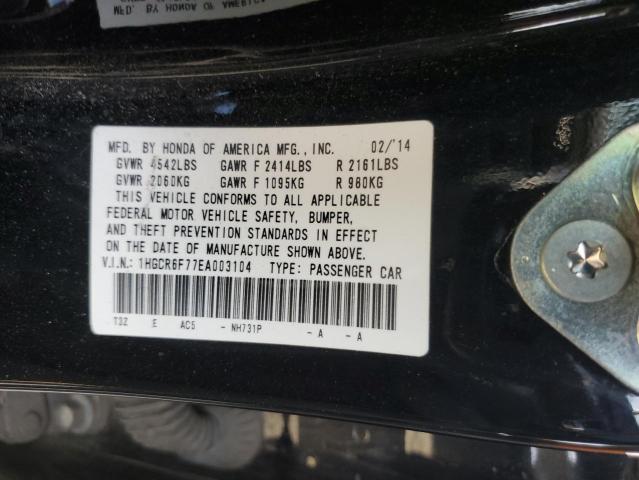 MFD. BY HONDA OF AMERICA MFG., INC. 02/'14
GVWR 4542LBS GAWR F 2414LBS R 2161LBS
GVWR 2060KG GAWR F 1095KG R 980KG
THIS VEHICLE CONFORMS TO ALL APPLICABLE
FEDERAL MOTOR VEHICLE SAFETY, BUMPER,
AND THEFT PREVENTION STANDARDS IN EFFECT
ON THE DATE OF MANUFACTURE SHOWN ABOVE.
V.I.N.: 1HGCR6F77EA003104 TYPE: PASSENGER CAR
T3Z E AC5 - NH731P - A - A